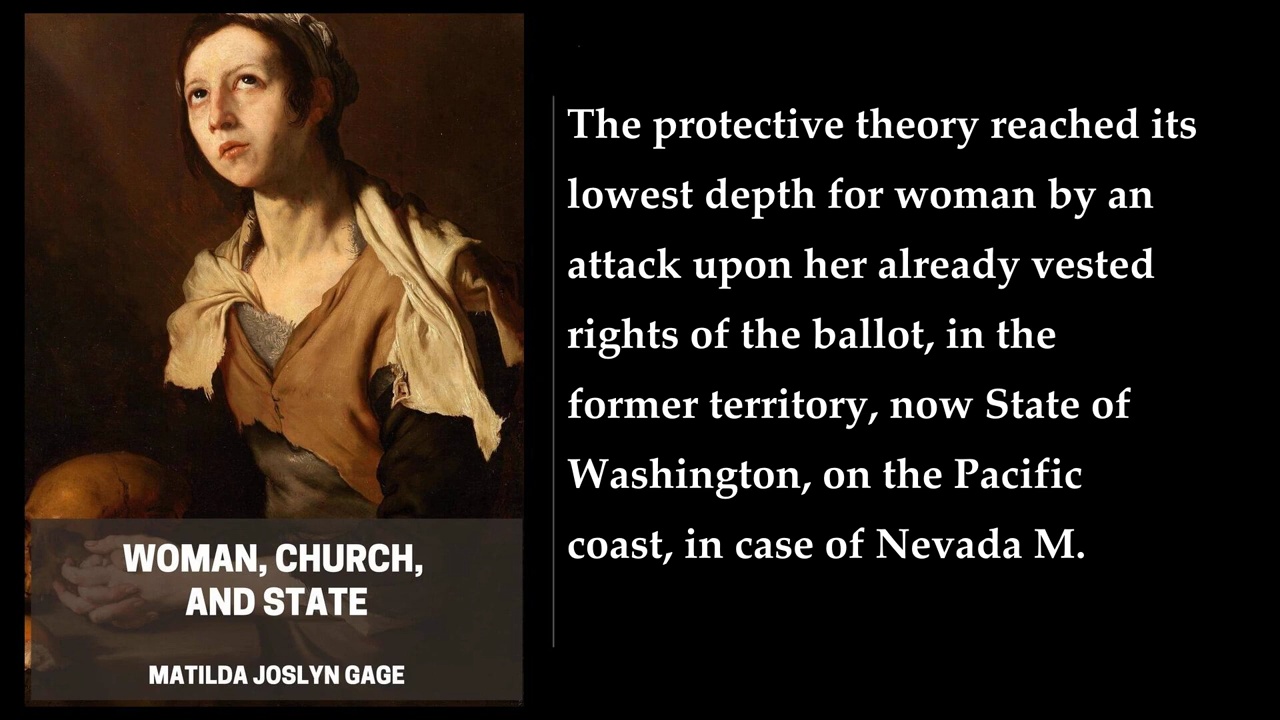 WOMAN, CHURCH,
AND STATE
MATILDA JOSLYN GAGE
The protective theory reached its
lowest depth for woman by an
attack upon her already vested
rights of the ballot, in the
former territory, now State of
Washington, on the Pacific
coast, in case of Nevada M.